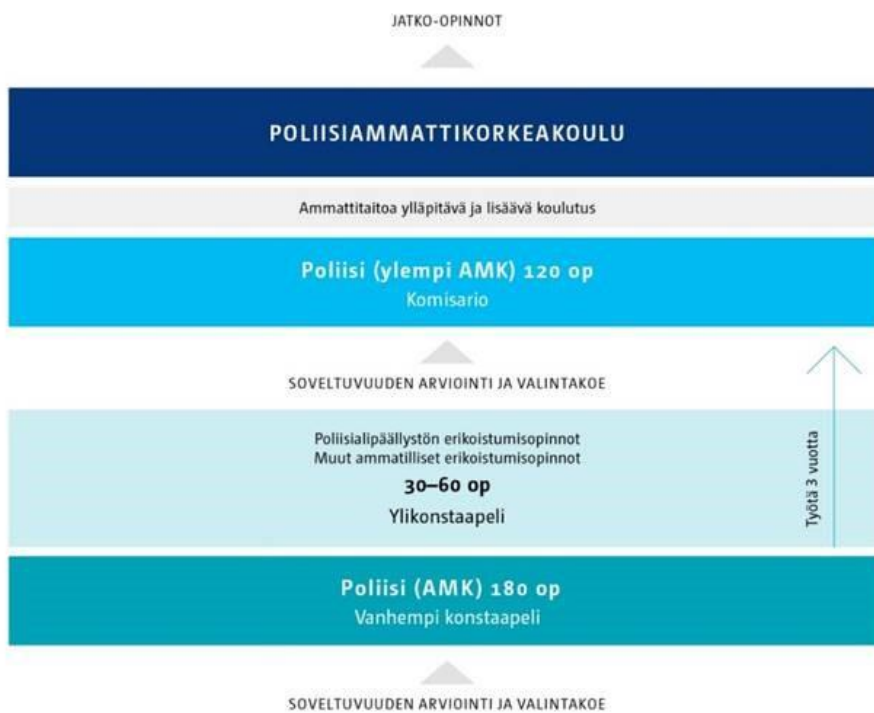 JATKO-OPINNOT
POLIISIAMMATTIKORKEAKOULU
Ammattitaitoa ylläpitävä ja lisäävä koulutus
Poliisi (ylempi AMK) 120 op
Komisario
SOVELTUVUUDEN ARVIOINTI JA VALINTAKOE
Poliisialipäällystön erikoistumisopinnot
Muut ammatilliset erikoistumisopinnot
30–60 op
Ylikonstaapeli
Työtä 3 vuotta
Poliisi (AMK) 180 op
Vanhempi konstaapeli
SOVELTUVUUDEN ARVIOINTI JA VALINTAKOE